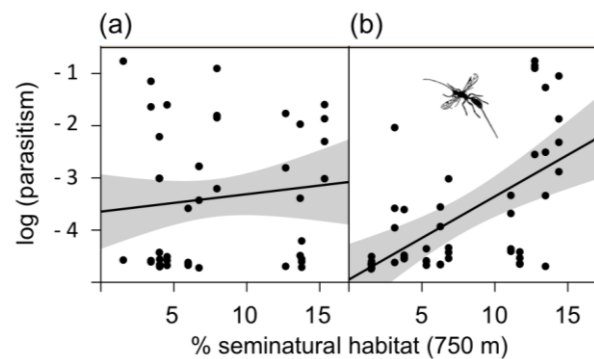 (a)
(b)
log (parasitism)
- 1
- 2
- 3
- 4
5
10
15
5
10
15
% seminatural habitat (750 m)